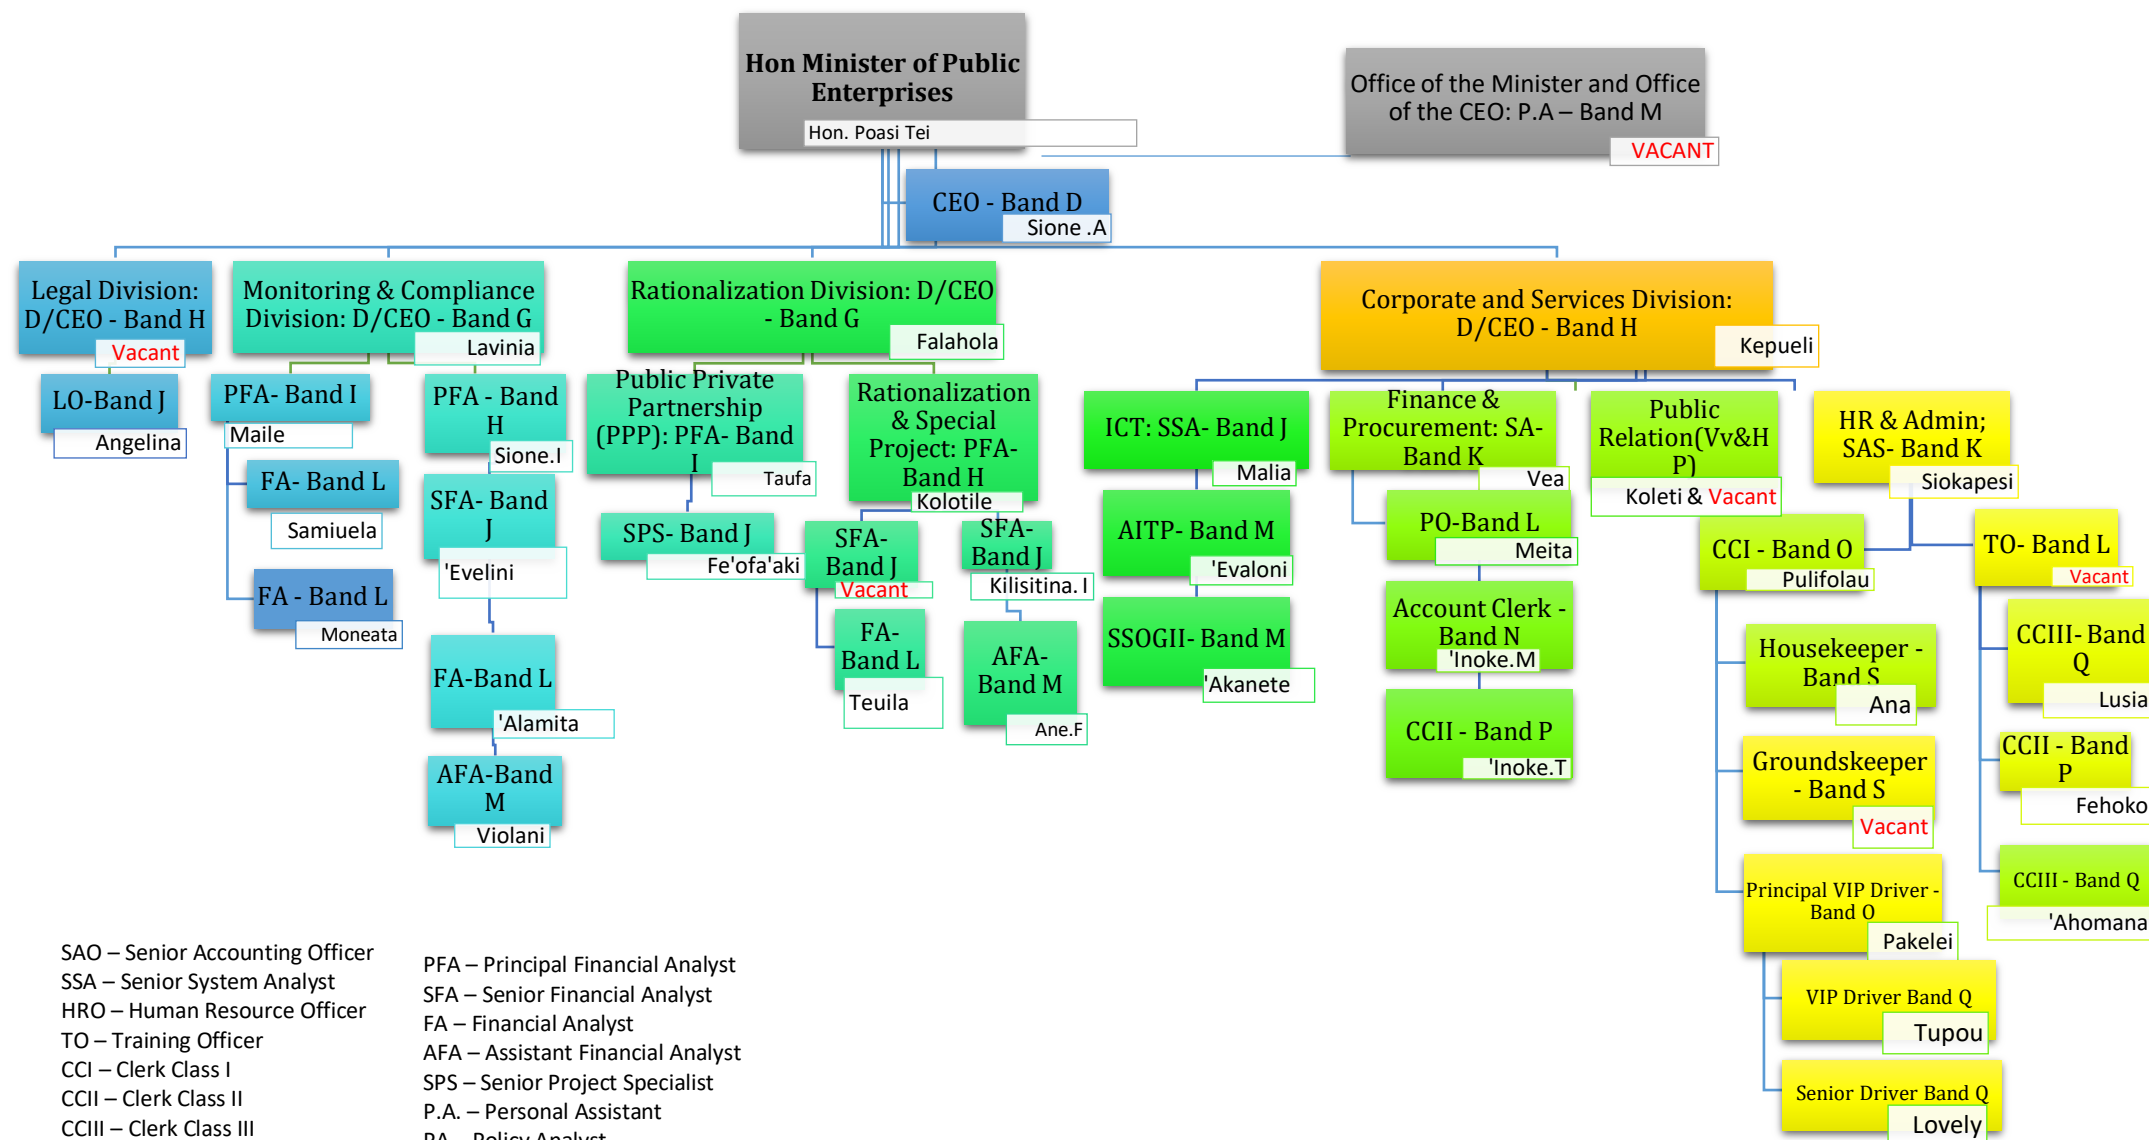 Hon Minister of Public
Enterprises
Hon. Poasi Tei
Office of the Minister and Office
of the CEO: P.A – Band M
VACANT
CEO - Band D
Sione .A
Legal Division:
D/CEO - Band H
Vacant
Monitoring & Compliance
Division: D/CEO - Band G
Lavinia
Rationalization Division: D/CEO
- Band G
Falahola
Corporate and Services Division:
D/CEO - Band H
Kepueli
LO-Band J
Angelina
PFA- Band I
Maile
FA- Band L
Samiuela
FA - Band L
Moneata
PFA - Band
H
Sione.I
SFA- Band
J
'Evelini
FA-Band L
'Alamita
AFA-Band
M
Violani
Public Private
Partnership
(PPP): PFA- Band
I
Taufa
SPS- Band J
Fe'ofa'aki
Rationalization
& Special
Project: PFA-
Band H
Kolotile
SFA-
Band J
Vacant
FA-
Band L
Teuila
SFA-
Band J
Kilisitina. I
AFA-
Band M
Ane.F
ICT: SSA- Band J
Malia
AITP- Band M
'Evaloni
SSOGII- Band M
'Akanete
Finance &
Procurement: SA-
Band K
Vea
PO-Band L
Meita
Account Clerk -
Band N
'Inoke.M
CCII - Band P
'Inoke.T
Public
Relation(Vv&H
P)
Koleti & Vacant
HR & Admin;
SAS- Band K
Siokapesi
CCI - Band O
Pulifolau
Housekeeper -
Band S
Ana
Groundskeeper
- Band S
Vacant
Principal VIP Driver -
Band O
Pakelei
VIP Driver Band Q
Tupou
Senior Driver Band Q
Lovely
TO- Band L
Vacant
CCIII- Band
Q
Lusia
CCII - Band
P
Fehoko
CCIII - Band Q
'Ahomana
SAO – Senior Accounting Officer
SSA – Senior System Analyst
HRO – Human Resource Officer
TO – Training Officer
CCI – Clerk Class I
CCII – Clerk Class II
CCIII – Clerk Class III
PFA – Principal Financial Analyst
SFA – Senior Financial Analyst
FA – Financial Analyst
AFA – Assistant Financial Analyst
SPS – Senior Project Specialist
P.A. – Personal Assistant
PA – Policy Analyst